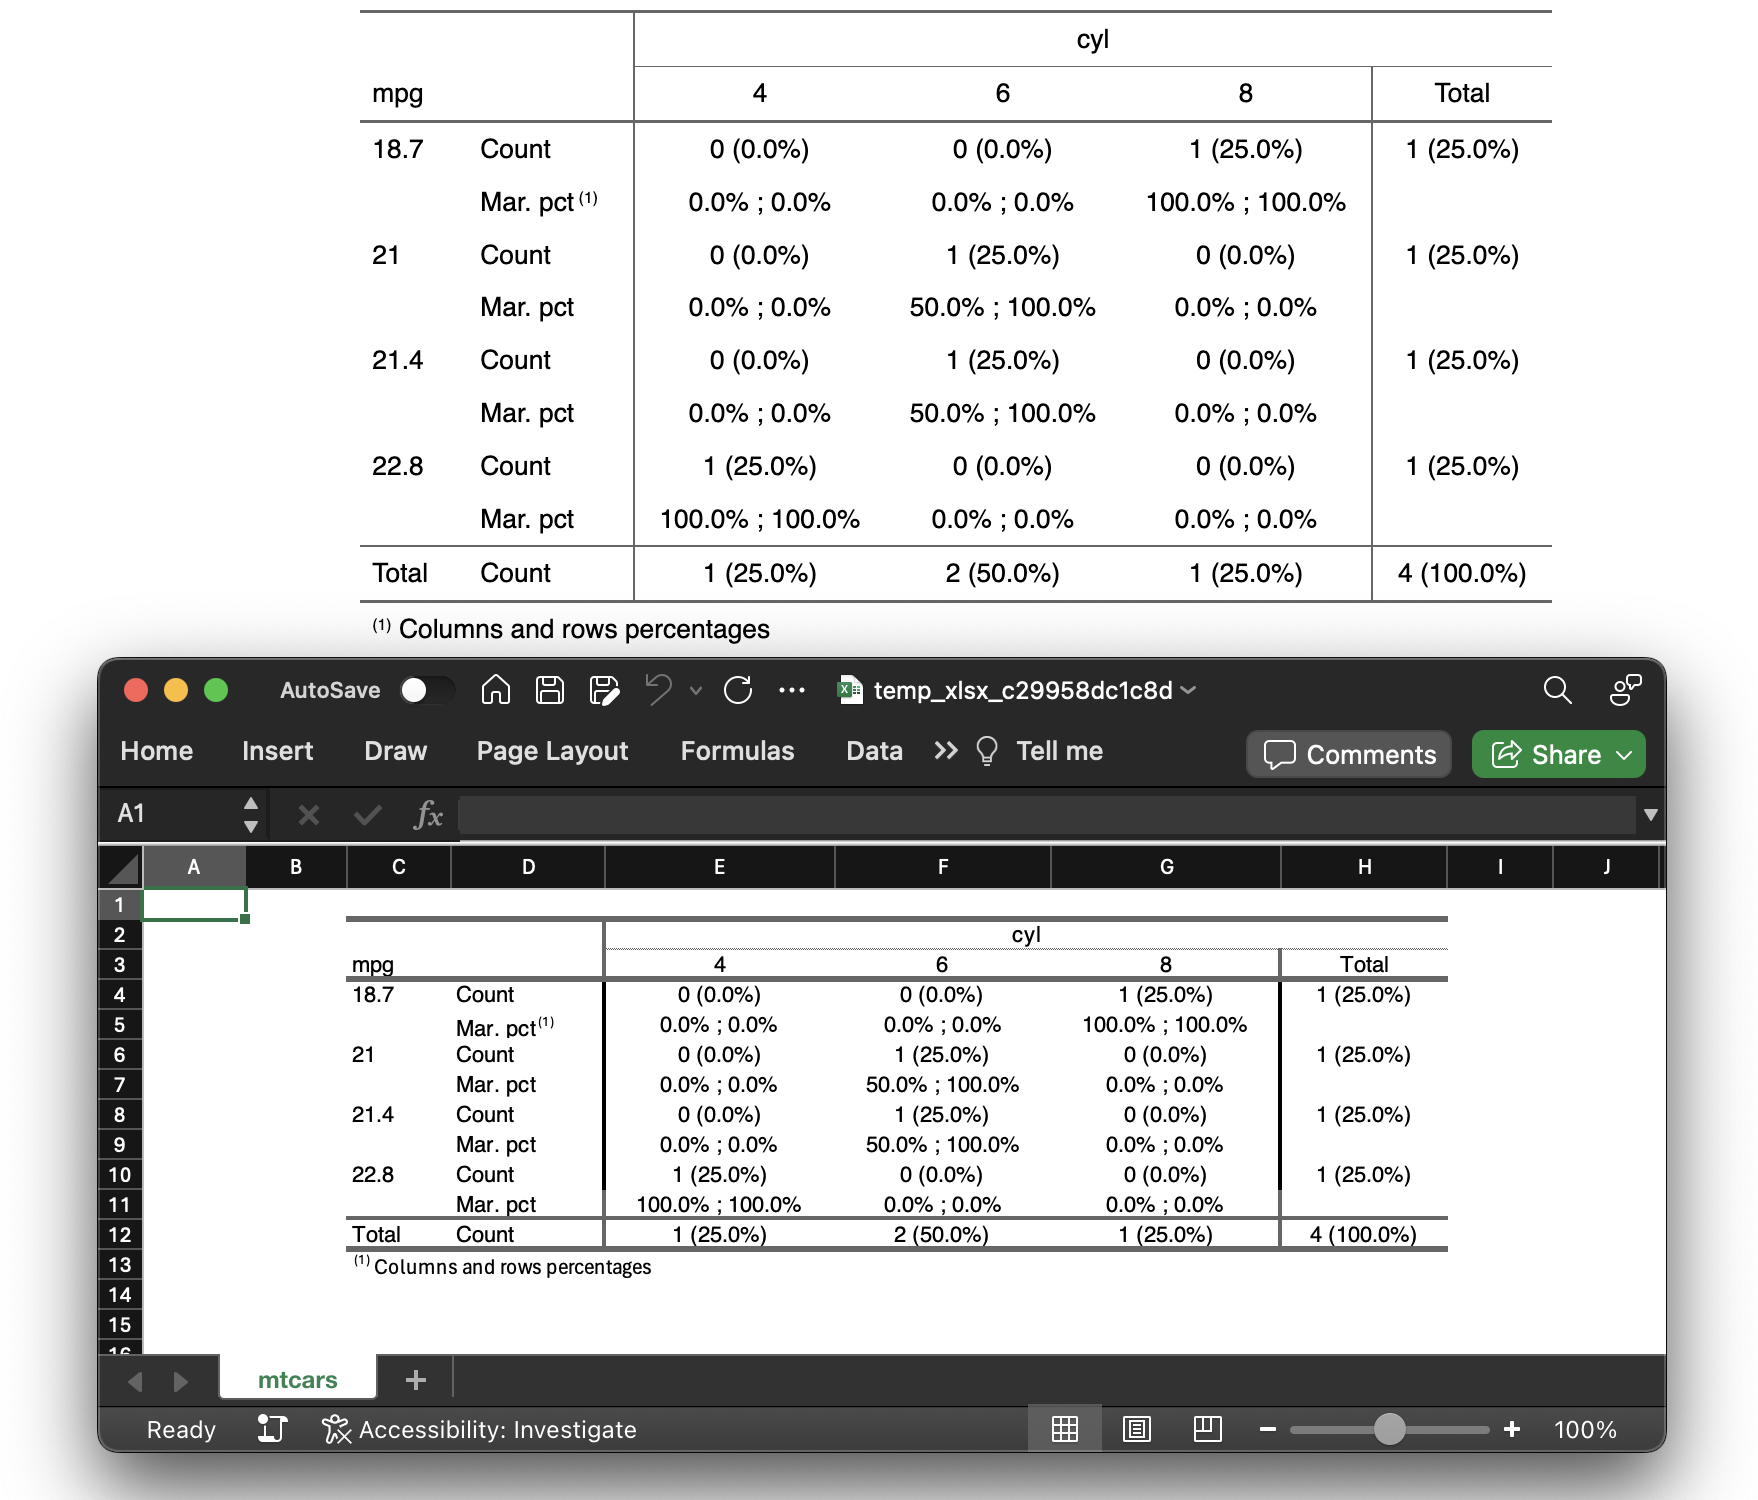 cyl
mpg 4 6 8 Total
18.7 Count 0 (0.0%) 0 (0.0%) 1 (25.0%) 1 (25.0%)
Mar. pct (1) 0.0% ; 0.0% 0.0% ; 0.0% 100.0% ; 100.0%
21 Count 0 (0.0%) 1 (25.0%) 0 (0.0%) 1 (25.0%)
Mar. pct 0.0% ; 0.0% 50.0% ; 100.0% 0.0% ; 0.0%
21.4 Count 0 (0.0%) 1 (25.0%) 0 (0.0%) 1 (25.0%)
Mar. pct 0.0% ; 0.0% 50.0% ; 100.0% 0.0% ; 0.0%
22.8 Count 1 (25.0%) 0 (0.0%) 0 (0.0%) 1 (25.0%)
Mar. pct 100.0% ; 100.0% 0.0% ; 0.0% 0.0% ; 0.0%
Total Count 1 (25.0%) 2 (50.0%) 1 (25.0%) 4 (100.0%)
(1) Columns and rows percentages
AutoSave temp_xlsx_c29958dc1c8d
Home Insert Draw Page Layout Formulas Data Tell me Comments Share
A1 fx
A B C D E F G H I J
1
2 cyl
3 mpg 4 6 8 Total
4 18.7 Count 0 (0.0%) 0 (0.0%) 1 (25.0%) 1 (25.0%)
5 Mar. pct(1) 0.0% ; 0.0% 0.0% ; 0.0% 100.0% ; 100.0%
6 21 Count 0 (0.0%) 1 (25.0%) 0 (0.0%) 1 (25.0%)
7 Mar. pct 0.0% ; 0.0% 50.0% ; 100.0% 0.0% ; 0.0%
8 21.4 Count 0 (0.0%) 1 (25.0%) 0 (0.0%) 1 (25.0%)
9 Mar. pct 0.0% ; 0.0% 50.0% ; 100.0% 0.0% ; 0.0%
10 22.8 Count 1 (25.0%) 0 (0.0%) 0 (0.0%) 1 (25.0%)
11 Mar. pct 100.0% ; 100.0% 0.0% ; 0.0% 0.0% ; 0.0%
12 Total Count 1 (25.0%) 2 (50.0%) 1 (25.0%) 4 (100.0%)
13 (1) Columns and rows percentages
14
15
16
mtcars
Ready Accessibility: Investigate 100%